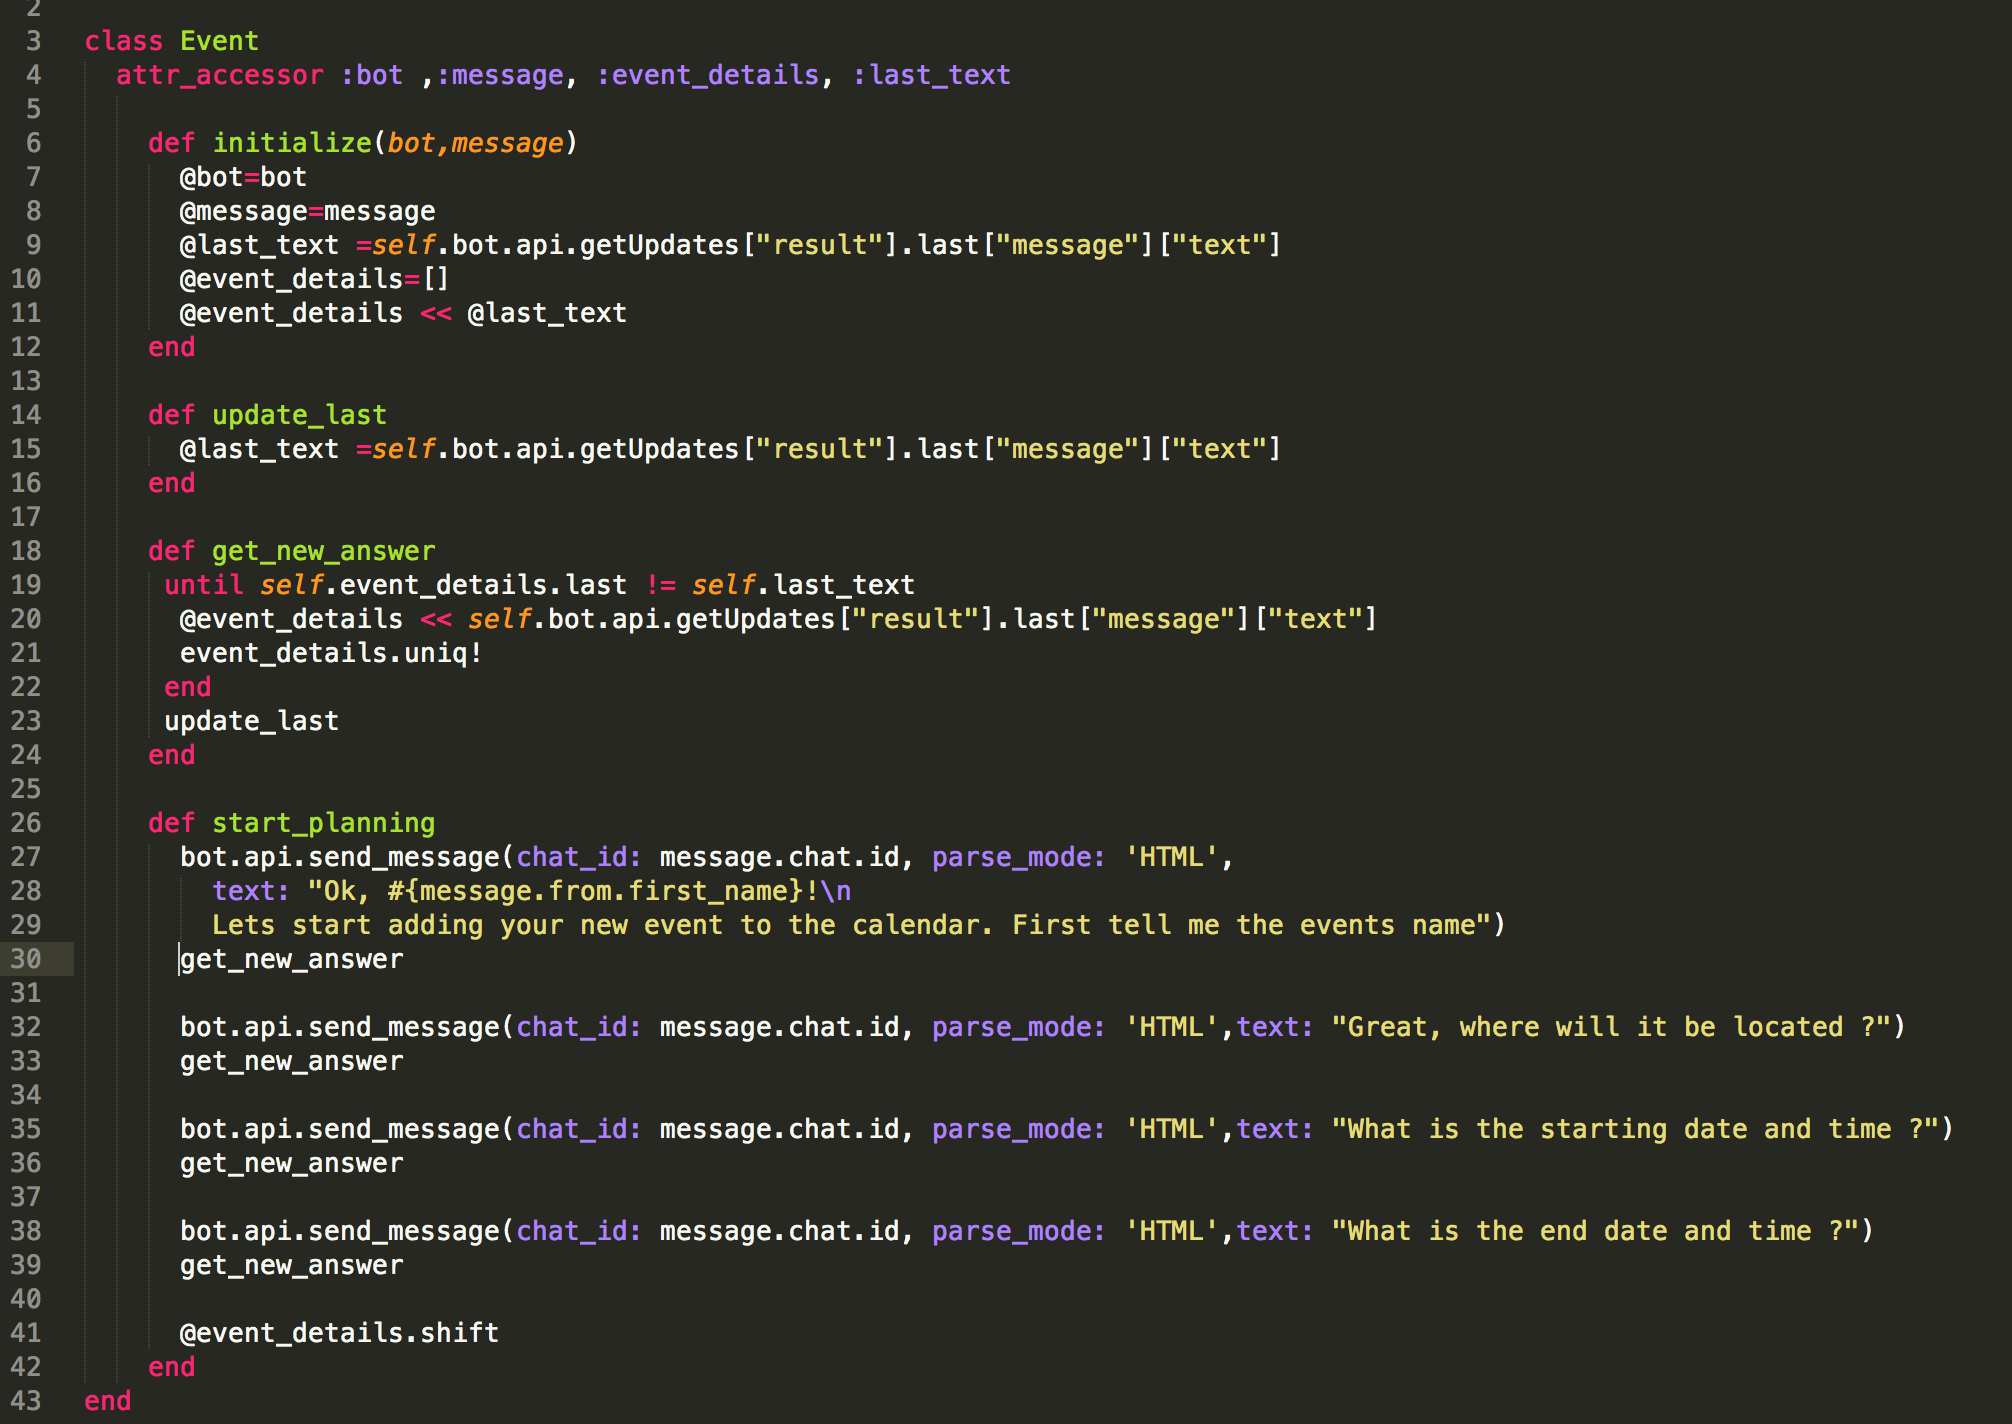 2
3 class Event
4 attr_accessor :bot ,:message, :event_details, :last_text
5
6 def initialize(bot,message)
7 @bot=bot
8 @message=message
9 @last_text =self.bot.api.getUpdates["result"].last["message"]["text"]
10 @event_details=[]
11 @event_details << @last_text
12 end
13
14 def update_last
15 @last_text =self.bot.api.getUpdates["result"].last["message"]["text"]
16 end
17
18 def get_new_answer
19 until self.event_details.last != self.last_text
20 @event_details << self.bot.api.getUpdates["result"].last["message"]["text"]
21 event_details.uniq!
22 end
23 update_last
24 end
25
26 def start_planning
27 bot.api.send_message(chat_id: message.chat.id, parse_mode: 'HTML',
28 text: "Ok, #{message.from.first_name}!\n
29 Lets start adding your new event to the calendar. First tell me the events name")
30 get_new_answer
31
32 bot.api.send_message(chat_id: message.chat.id, parse_mode: 'HTML',text: "Great, where will it be located ?")
33 get_new_answer
34
35 bot.api.send_message(chat_id: message.chat.id, parse_mode: 'HTML',text: "What is the starting date and time ?")
36 get_new_answer
37
38 bot.api.send_message(chat_id: message.chat.id, parse_mode: 'HTML',text: "What is the end date and time ?")
39 get_new_answer
40
41 @event_details.shift
42 end
43 end